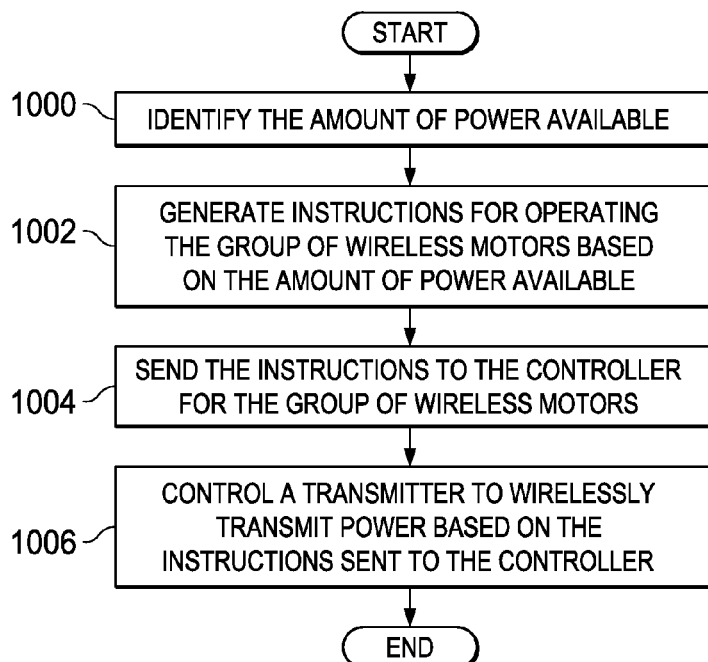 START
1000
IDENTIFY THE AMOUNT OF POWER AVAILABLE
1002
GENERATE INSTRUCTIONS FOR OPERATING
THE GROUP OF WIRELESS MOTORS BASED
ON THE AMOUNT OF POWER AVAILABLE
1004
SEND THE INSTRUCTIONS TO THE CONTROLLER
FOR THE GROUP OF WIRELESS MOTORS
1006
CONTROL A TRANSMITTER TO WIRELESSLY
TRANSMIT POWER BASED ON THE
INSTRUCTIONS SENT TO THE CONTROLLER
END